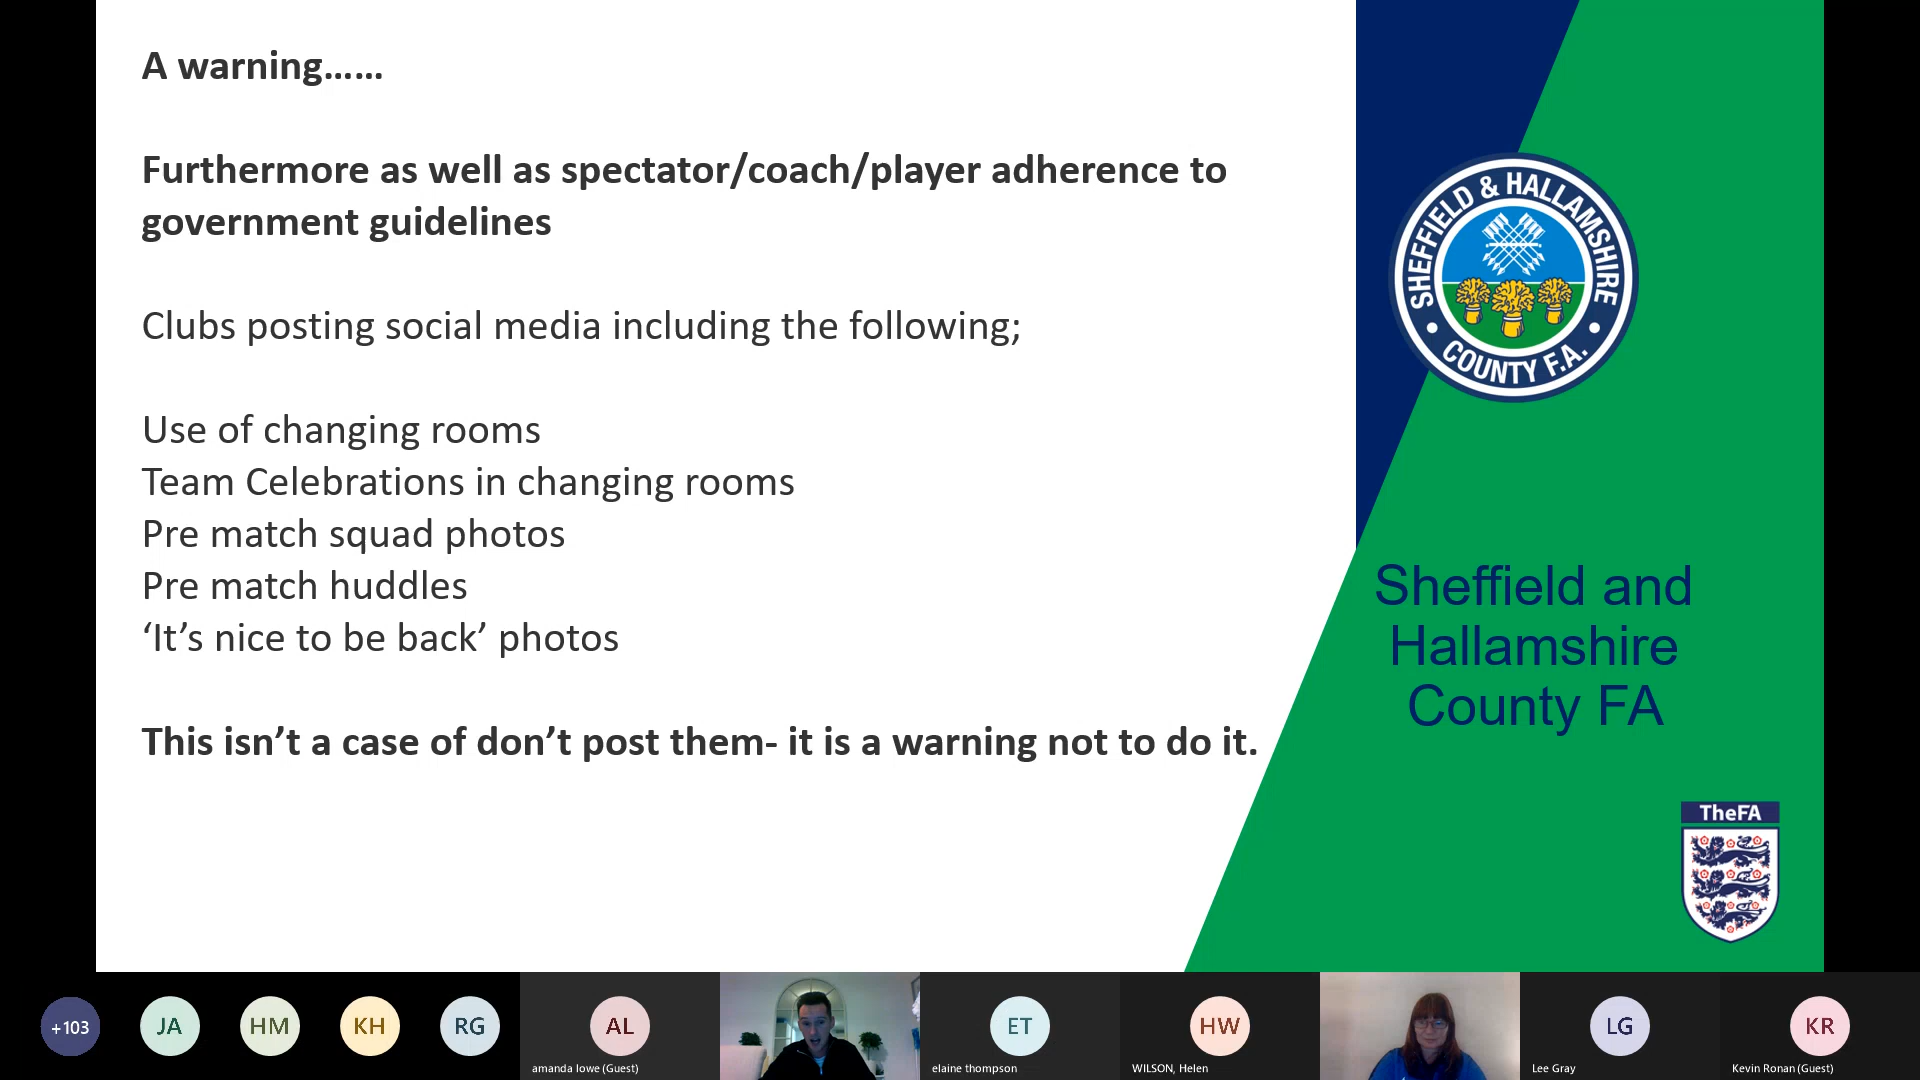 A warning……
Furthermore as well as spectator/coach/player adherence to
government guidelines
Clubs posting social media including the following;
Use of changing rooms
Team Celebrations in changing rooms
Pre match squad photos
Pre match huddles
‘It’s nice to be back’ photos
This isn’t a case of don’t post them- it is a warning not to do it.
SHEFFIELD & HALLAMSHIRE
COUNTY F.A.
Sheffield and
Hallamshire
County FA
TheFA
+103
JA
HM
KH
RG
AL
amanda lowe (Guest)
ET
elaine thompson
HW
WILSON, Helen
LG
Lee Gray
KR
Kevin Ronan (Guest)